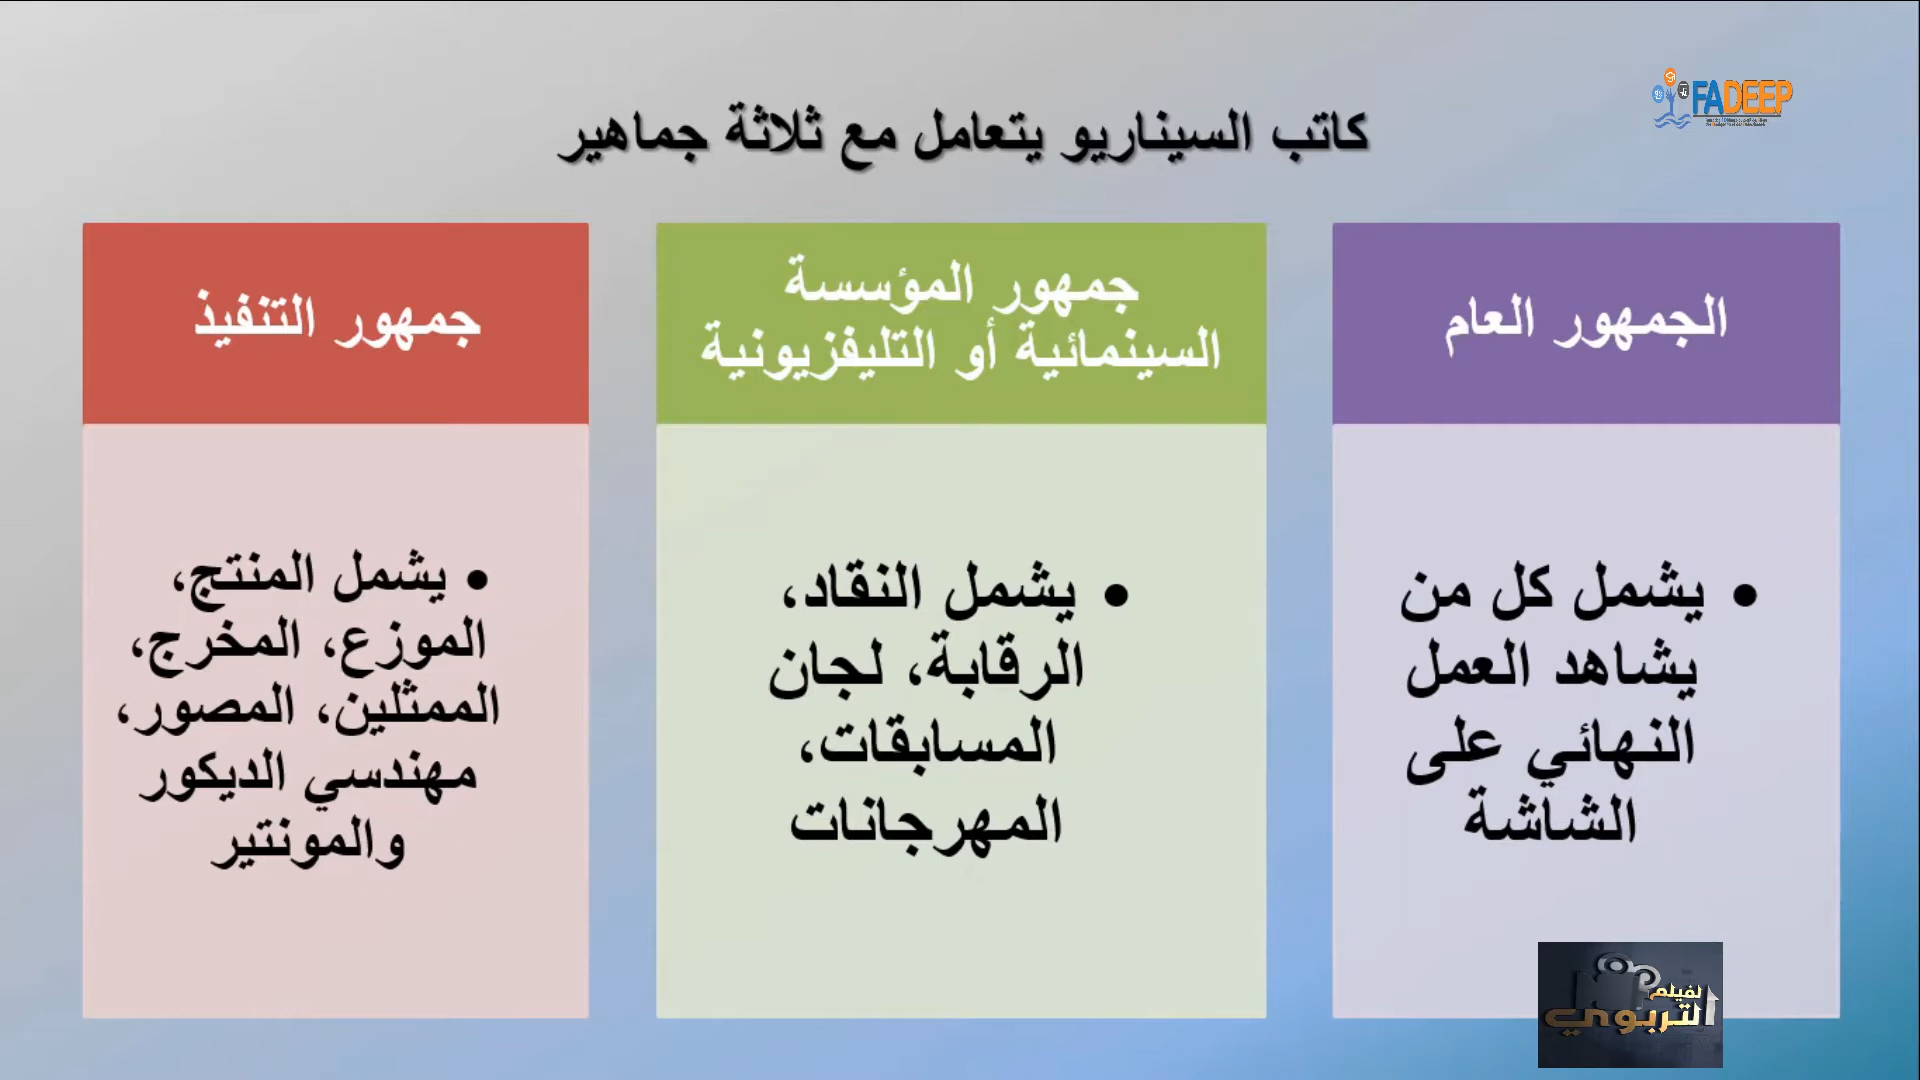 كاتب السيناريو يتعامل مع ثلاثة جماهير
FADEEP
الجمهور العام
• يشمل كل من
يشاهد العمل
النهائي على
الشاشة
جمهور المؤسسة
السينمائية أو التليفزيونية
• يشمل النقاد،
الرقابة، لجان
المسابقات،
المهرجانات
جمهور التنفيذ
• يشمل المنتج،
الموزع، المخرج،
الممثلين، المصور،
مهندسي الديكور
والمونتير
الفيلم
التربوي